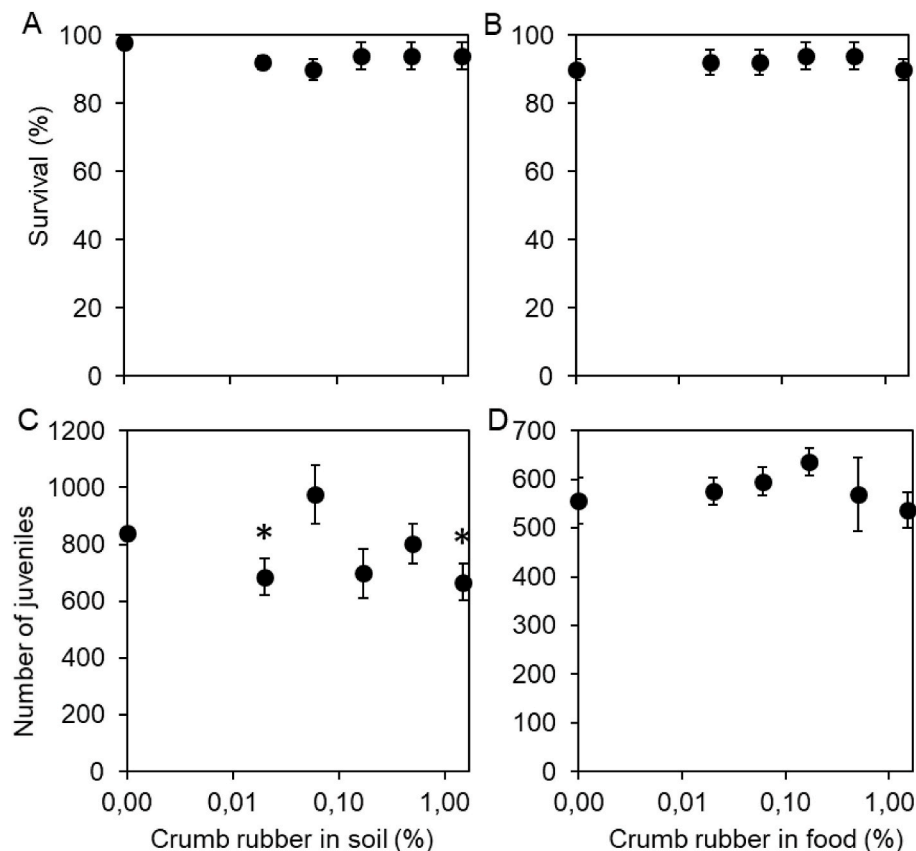 A
B
100
80
60
40
20
0
Survival (%)
100
80
60
40
20
0
C
D
1200
1000
800
600
400
200
0
Number of juveniles
*
*
0,00 0,01 0,10 1,00
Crumb rubber in soil (%)
700
600
500
400
300
200
100
0
0,00 0,01 0,10 1,00
Crumb rubber in food (%)